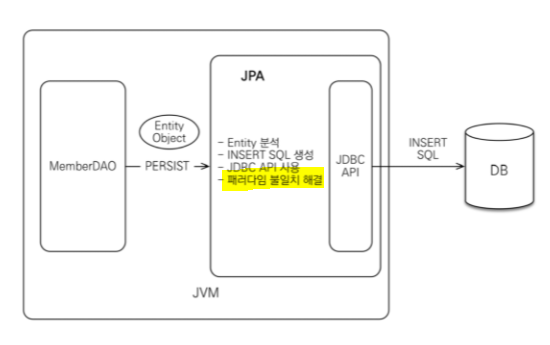 JPA
Entity
Object
MemberDAO
PERSIST
- Entity 분석
- INSERT SQL 생성
- JDBC API 사용
- 패러다임 불일치 해결
JDBC
API
INSERT
SQL
DB
JVM